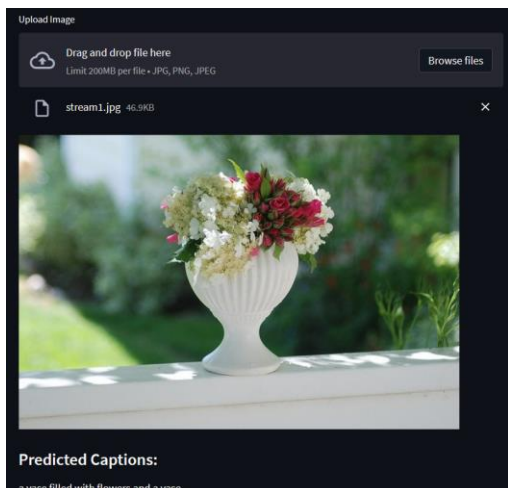 Upload Image
Drag and drop file here
Limit 200MB per file • JPG, PNG, JPEG
Browse files
stream1.jpg 46.9KB
Predicted Captions:
a vase filled with flowers and a vase